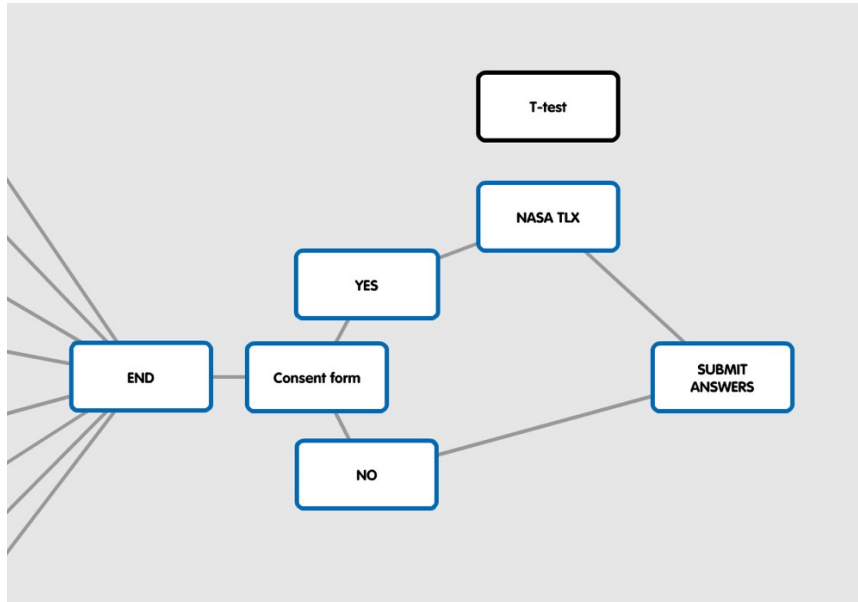 T-test
NASA TLX
YES
END
Consent form
SUBMIT
ANSWERS
NO